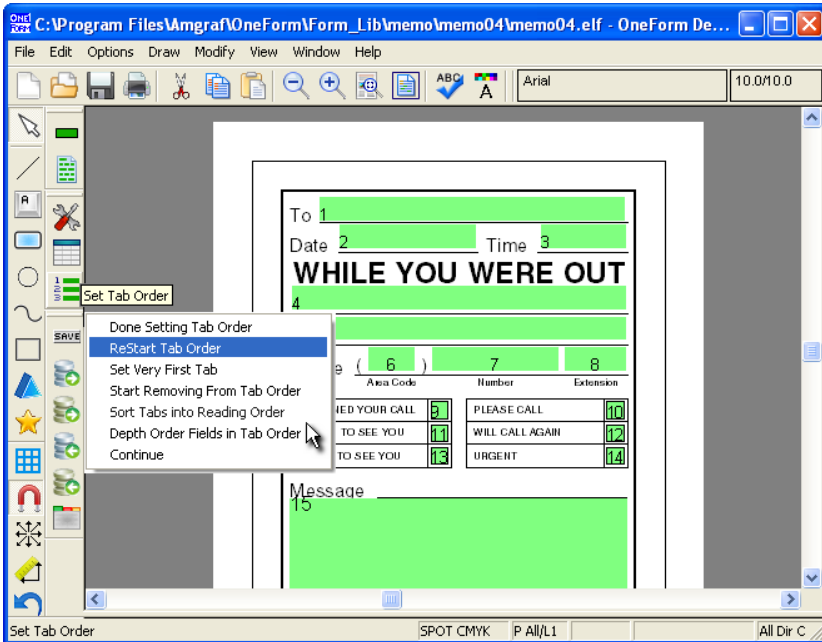 C:\Program Files\Amgraf\OneForm\Form_Lib\memo\memo04\memo04.elf - OneForm De...
File Edit Options Draw Modify View Window Help
ABC A Arial 10.0/10.0
A
To 1
Date 2 Time 3
WHILE YOU WERE OUT
1
2
3
Set Tab Order
4
SAVE
Done Setting Tab Order
ReStart Tab Order
Set Very First Tab
Start Removing From Tab Order
Sort Tabs into Reading Order
Depth Order Fields in Tab Order
Continue
e ( 6 ) 7 8
Area Code Number Extension
NED YOUR CALL 9 PLEASE CALL 10
TO SEE YOU 11 WILL CALL AGAIN 12
TO SEE YOU 13 URGENT 14
Message
15
Set Tab Order SPOT CMYK P All/L1 All Dir C